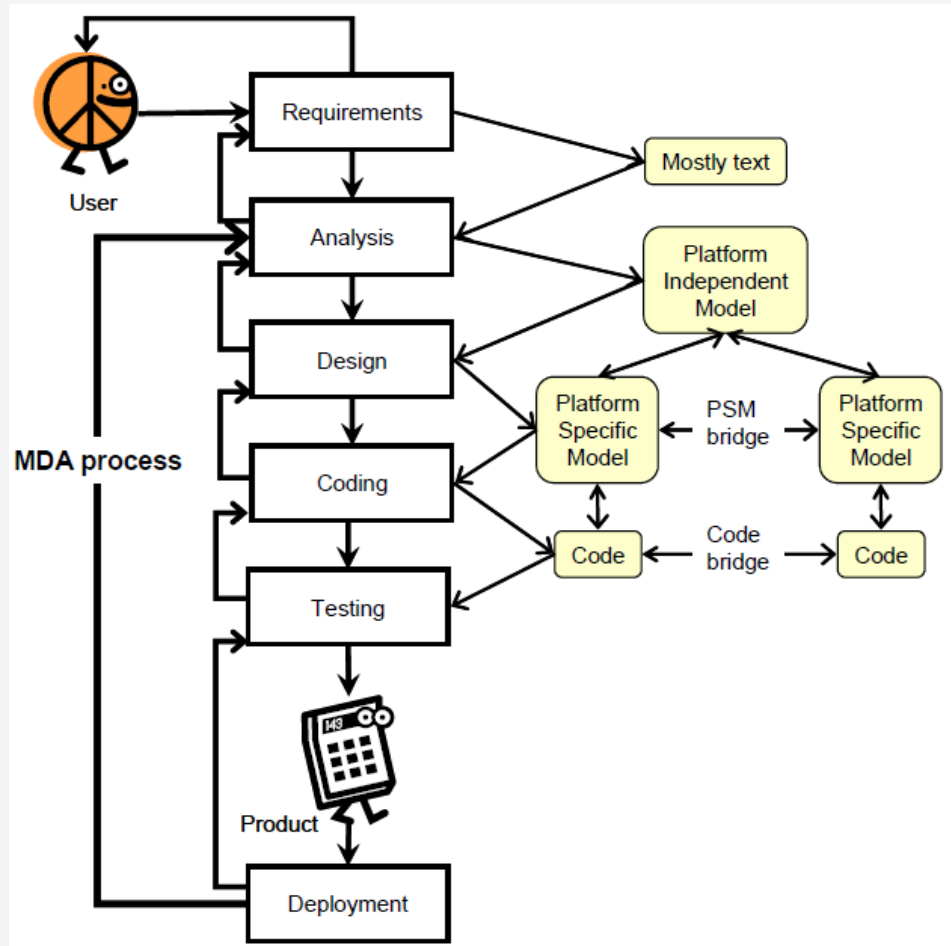 Requirements
Mostly text
User
Analysis
Platform
Independent
Model
Design
Platform
Specific
Model
PSM
bridge
Platform
Specific
Model
MDA process
Coding
Code
Code
bridge
Code
Testing
143
Product
Deployment